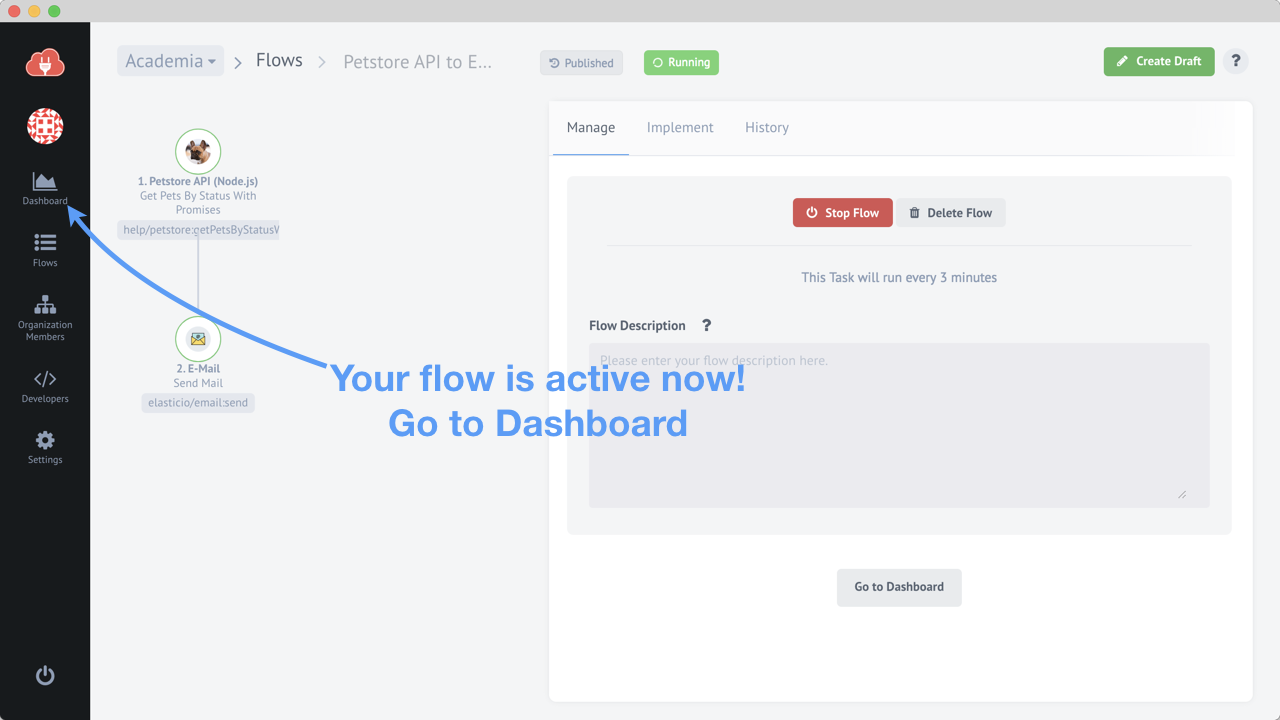 Academia
Flows
Petstore API to E...
Published
Running
Create Draft
?
Dashboard
Flows
Organization
Members
Developers
Settings
1. Petstore API (Node.js)
Get Pets By Status With
Promises
help/petstore:getPetsByStatusW
2. E-Mail
Send Mail
elasticio/email:send
Manage
Implement
History
Stop Flow
Delete Flow
This Task will run every 3 minutes
Flow Description ?
Please enter your flow description here.
Your flow is active now!
Go to Dashboard
Go to Dashboard